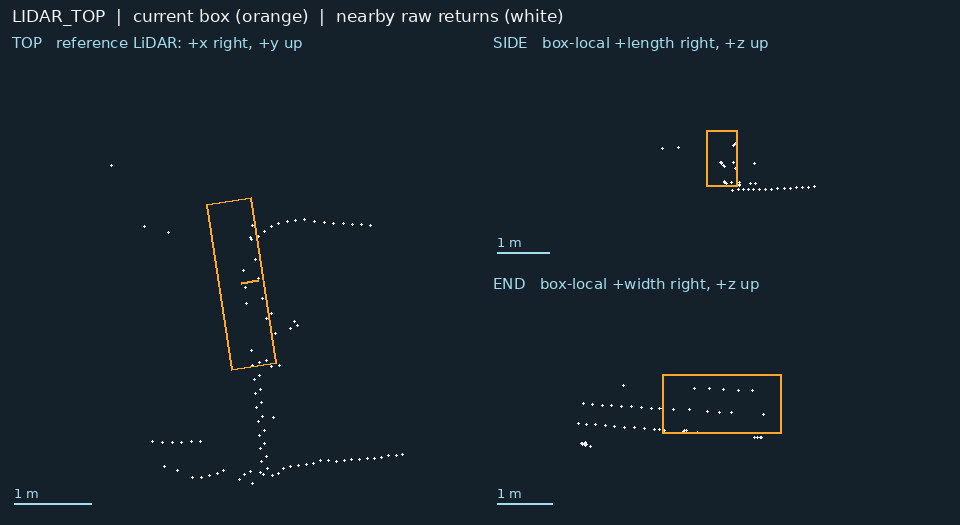 LIDAR_TOP | current box (orange) | nearby raw returns (white)
TOP reference LiDAR: +x right, +y up
SIDE box-local +length right, +z up
1 m
END box-local +width right, +z up
1 m
1 m